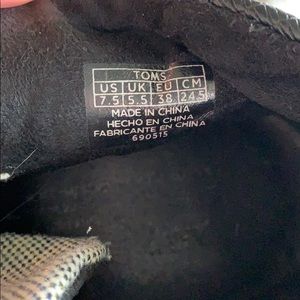 TOMS
US UK EU CM
7.5 5.5 38 24.5
MADE IN CHINA
HECHO EN CHINA
FABRICANTE EN CHINA
690515